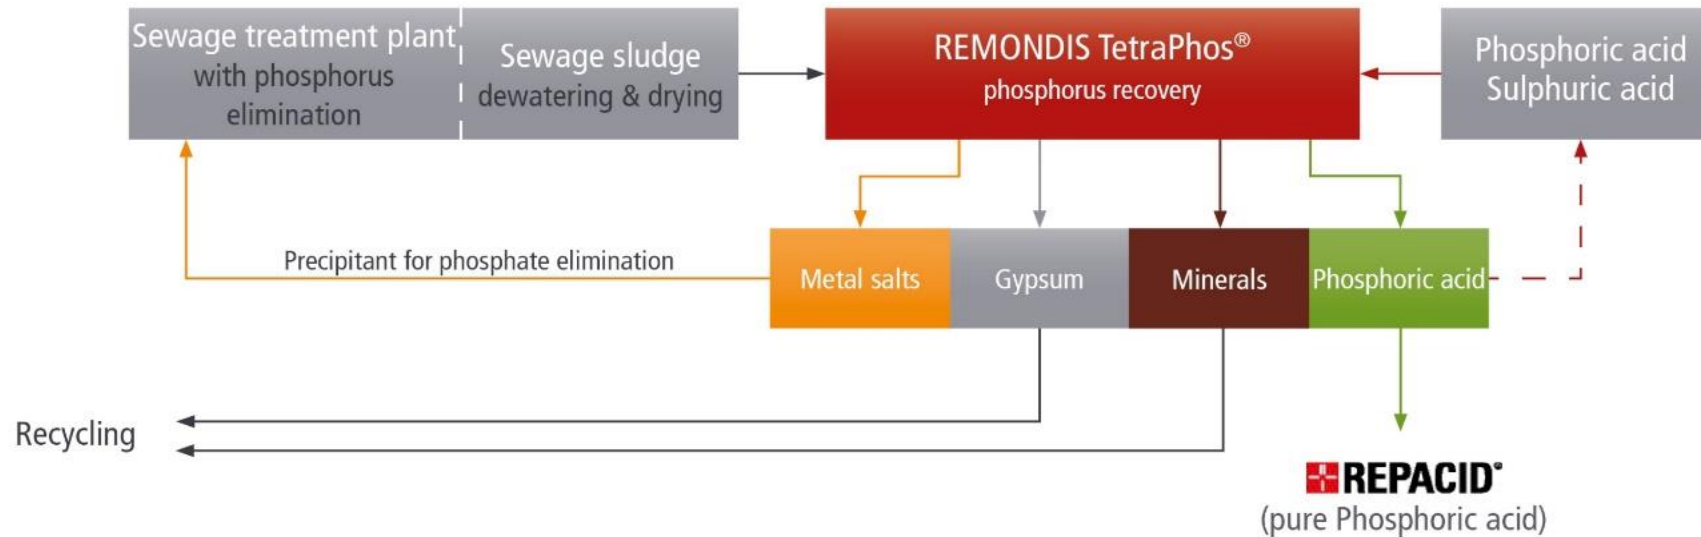 Sewage treatment plant
with phosphorus
elimination
Sewage sludge
dewatering & drying
REMONDIS TetraPhos®
phosphorus recovery
Phosphoric acid
Sulphuric acid
Precipitant for phosphate elimination
Metal salts
Gypsum
Minerals
Phosphoric acid
Recycling
REPACID®
(pure Phosphoric acid)